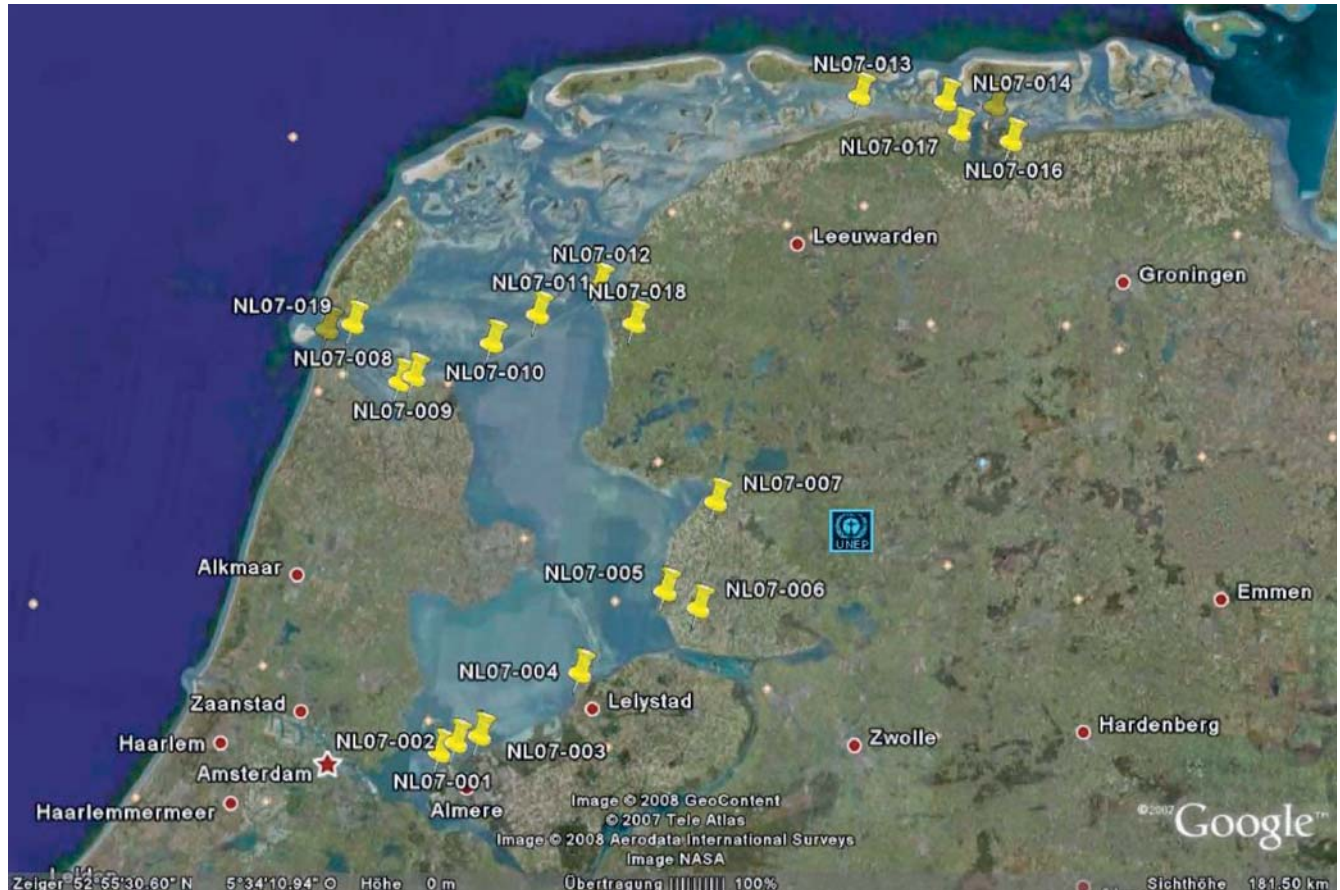 NL07-013
NL07-014
NL07-017
NL07-016
Leeuwarden
NL07-012
Groningen
NL07-011
NL07-018
NL07-019
NL07-008
NL07-010
NL07-009
NL07-007
UNEP
Alkmaar
NL07-005
NL07-006
Emmen
NL07-004
Zaanstad
Lelystad
Haarlem
NL07-002
NL07-003
Zwolle
Hardenberg
Amsterdam
NL07-001
Haarlemmermeer
Almere
Image © 2008 GeoContent
© 2007 Tele Atlas
Image © 2008 Aerodata International Surveys
Image NASA
©2007 Google™
Zeiger 52°55'30.60" N 5°34'10.94" O Höhe 0 m Übertragung 100% Sichthöhe 181.50 km